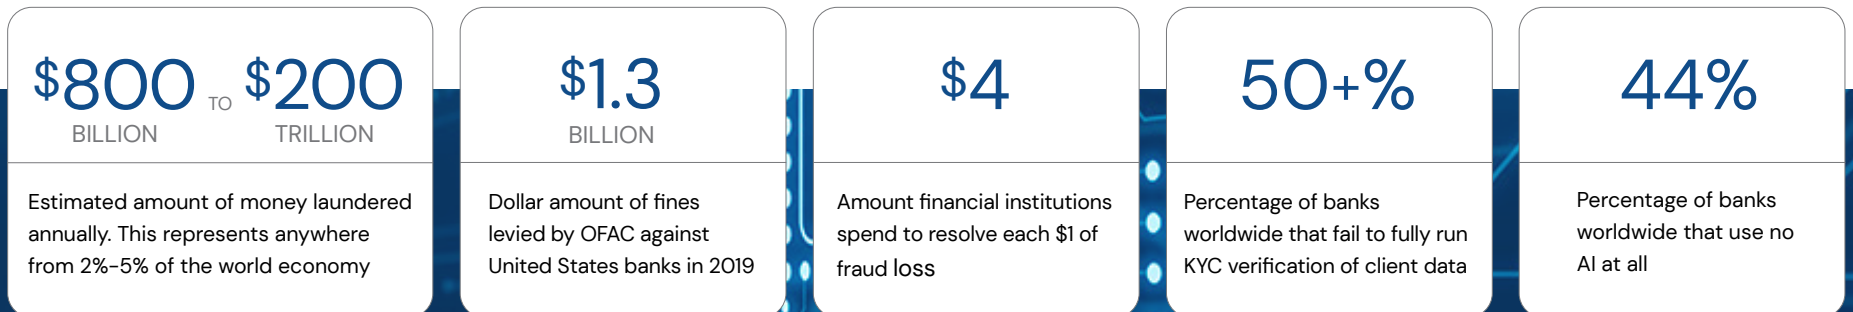 $800 TO $200
BILLION TRILLION
Estimated amount of money laundered
annually. This represents anywhere
from 2%-5% of the world economy
$1.3
BILLION
Dollar amount of fines
levied by OFAC against
United States banks in 2019
$4
Amount financial institutions
spend to resolve each $1 of
fraud loss
50+%
Percentage of banks
worldwide that fail to fully run
KYC verification of client data
44%
Percentage of banks
worldwide that use no
AI at all